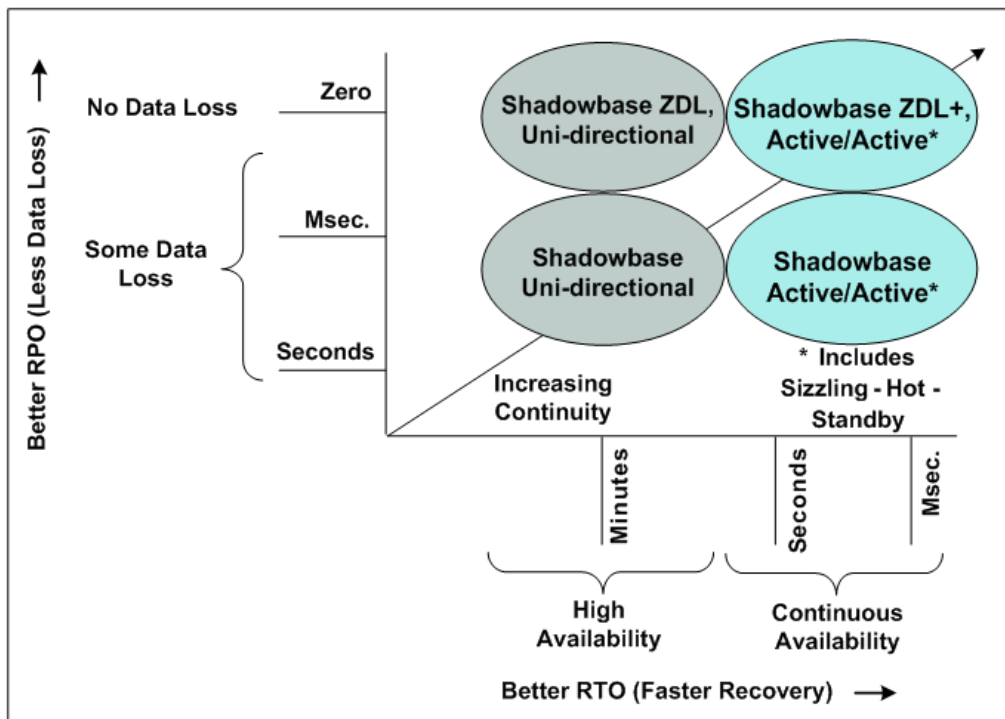 Better RPO (Less Data Loss)
No Data Loss
Zero
Msec.
Some Data
Loss
Seconds
Shadowbase ZDL,
Uni-directional
Shadowbase ZDL+,
Active/Active*
Shadowbase
Uni-directional
Shadowbase
Active/Active*
Increasing
Continuity
* Includes
Sizzling - Hot -
Standby
Minutes
Seconds
Msec.
High
Availability
Continuous
Availability
Better RTO (Faster Recovery)